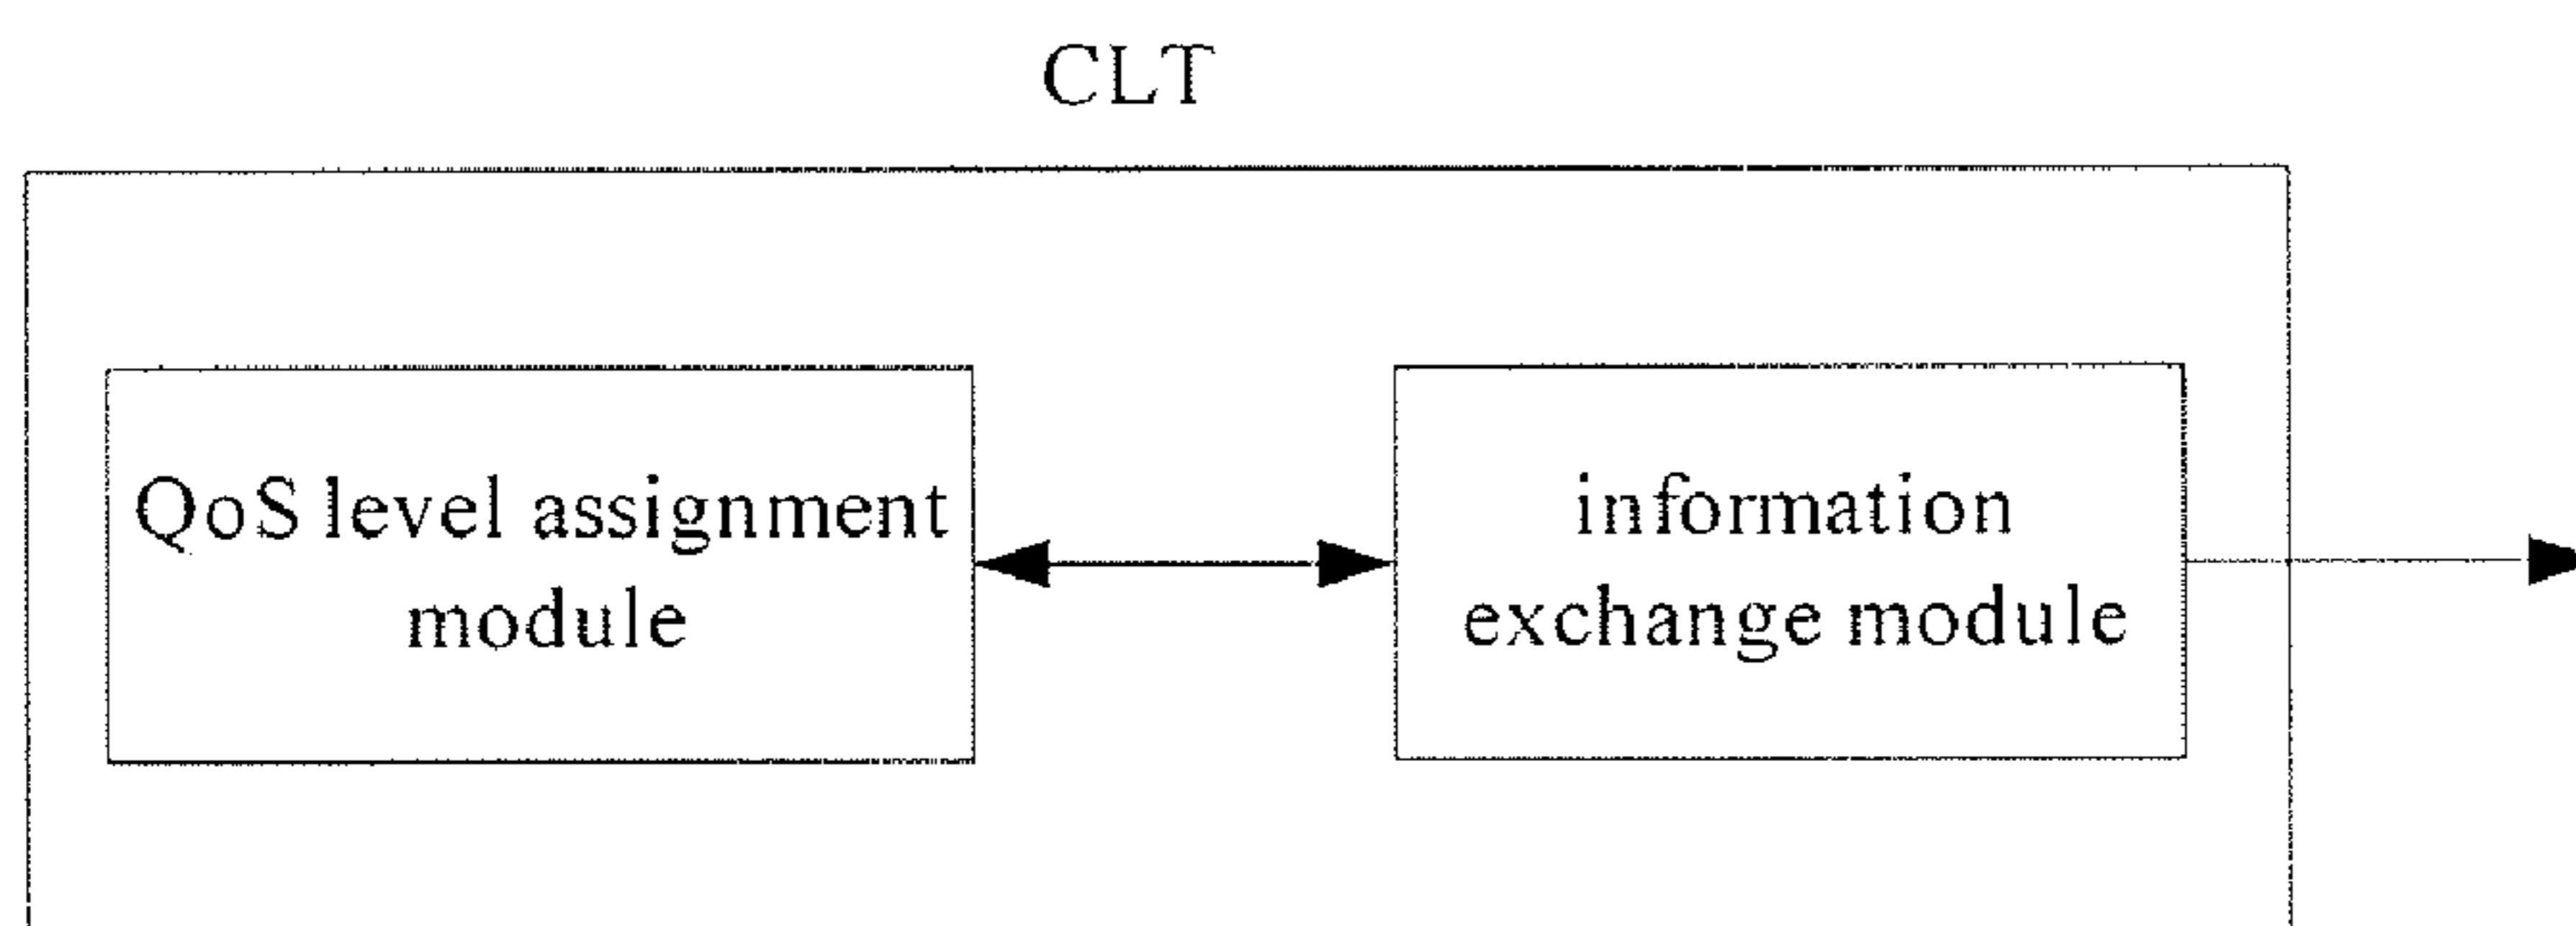 CLT
QoS level assignment
module
information
exchange module